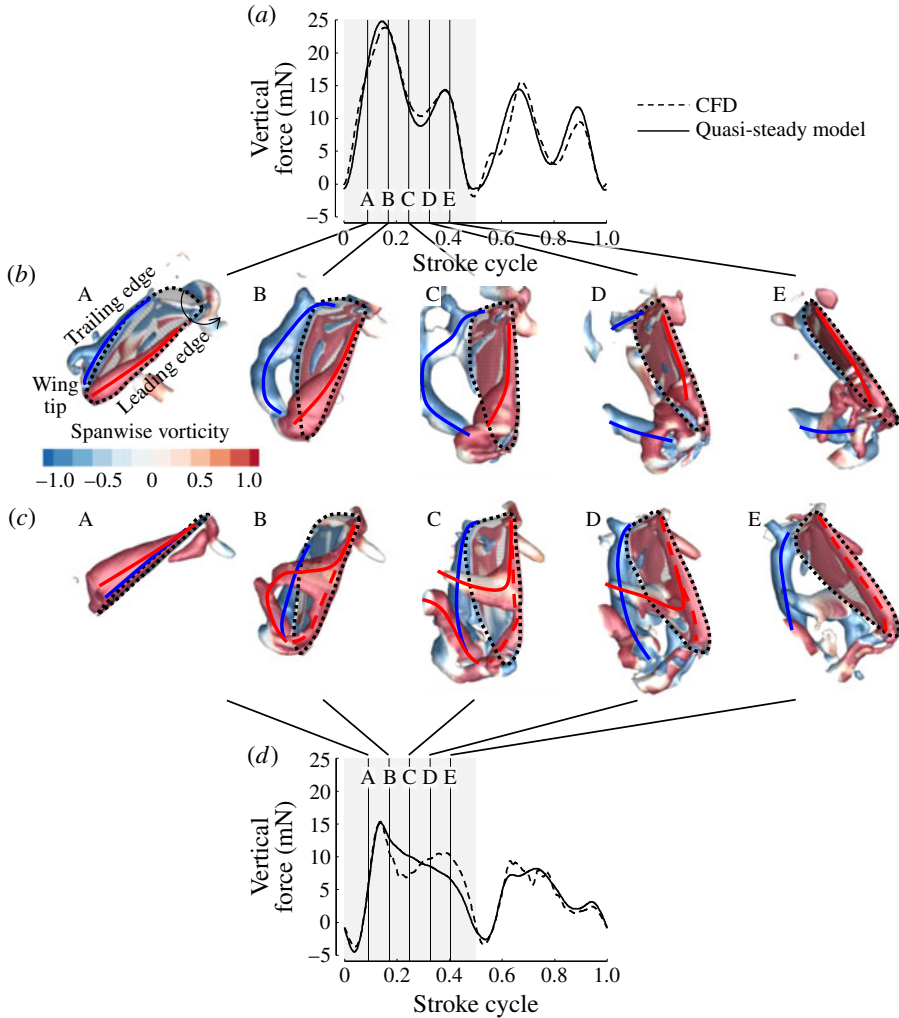 (a)
25
20
15
10
5
0
−5
Vertical
force (mN)
A B C D E
0 0.2 0.4 0.6 0.8 1.0
Stroke cycle
CFD
Quasi-steady model
(b)
A
B
C
D
E
Trailing edge
Leading edge
Wing
tip
Spanwise vorticity
−1.0 −0.5 0 0.5 1.0
(c)
A
B
C
D
E
(d)
25
20
15
10
5
0
−5
Vertical
force (mN)
A B C D E
0 0.2 0.4 0.6 0.8 1.0
Stroke cycle